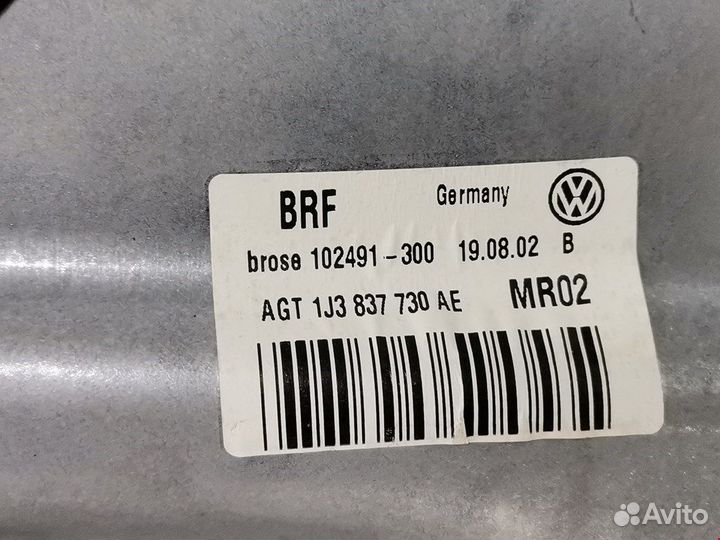 BRF Germany
brose 102491-300 19.08.02 B
AGT 1J3 837 730 AE MR02
Avito